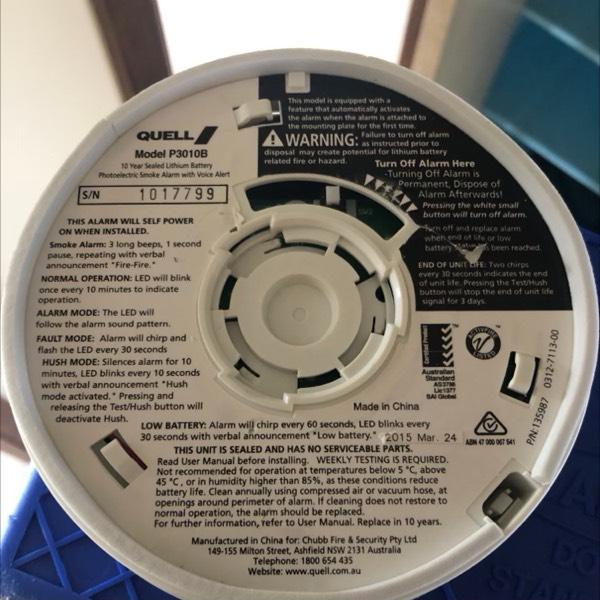 QUELL
Model P3010B
10 Year Sealed Lithium Battery
Photoelectric Smoke Alarm with Voice Alert
S/N 1017799
THIS ALARM WILL SELF POWER
ON WHEN INSTALLED.
Smoke Alarm: 3 long beeps, 1 second
pause, repeating with verbal
announcement "Fire-Fire."
NORMAL OPERATION: LED will blink
once every 10 minutes to indicate
operation.
ALARM MODE: The LED will
follow the alarm sound pattern.
FAULT MODE: Alarm will chirp and
flash the LED every 30 seconds
HUSH MODE: Silences alarm for 10
minutes, LED blinks every 10 seconds
with verbal announcement "Hush
mode activated." Pressing and
releasing the Test/Hush button will
deactivate Hush.
This model is equipped with a
feature that automatically activates
the alarm when the alarm is attached to
the mounting plate for the first time.
WARNING: Failure to turn off alarm
as instructed prior to
disposal may create potential for lithium battery
related fire or hazard.
Turn Off Alarm Here
-Turning Off Alarm is
Permanent, Dispose of
Alarm Afterwards!
Pressing the white small
button will turn off alarm.
Turn off and replace alarm
when end of life or low
battery status has been reached.
END OF UNIT LIFE: Two chirps
every 30 seconds indicates the end
of unit life. Pressing the Test/Hush
button will stop the end of unit life
signal for 3 days.
Certified Product
Australian
Standard
AS3786
Lic1377
SAI Global
ACTIVFIRE
LISTED
ABN 47 000 067 541
P/N:135987 0312-7113-00
Made in China
LOW BATTERY: Alarm will chirp every 60 seconds, LED blinks every
30 seconds with verbal announcement "Low battery." 2015 Mar. 24
THIS UNIT IS SEALED AND HAS NO SERVICEABLE PARTS.
Read User Manual before installing. WEEKLY TESTING IS REQUIRED.
Not recommended for operation at temperatures below 5 °C, above
45 °C , or in humidity higher than 85%, as these conditions reduce
battery life. Clean annually using compressed air or vacuum hose, at
openings around perimeter of alarm. If cleaning does not restore to
normal operation, the alarm should be replaced.
For further information, refer to User Manual. Replace in 10 years.
Manufactured in China for: Chubb Fire & Security Pty Ltd
149-155 Milton Street, Ashfield NSW 2131 Australia
Telephone: 1800 654 435
Website: www.quell.com.au